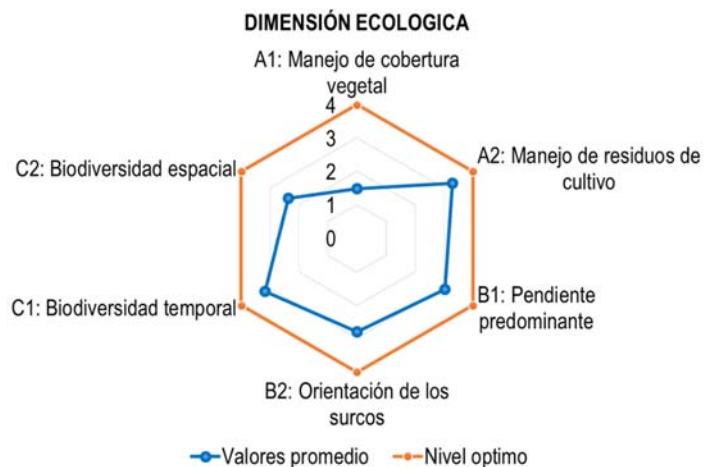 DIMENSIÓN ECOLOGICA
A1: Manejo de cobertura
vegetal
4
3
2
1
0
A2: Manejo de residuos de
cultivo
B1: Pendiente
predominante
B2: Orientación de los
surcos
C1: Biodiversidad temporal
C2: Biodiversidad espacial
Valores promedio
Nivel optimo